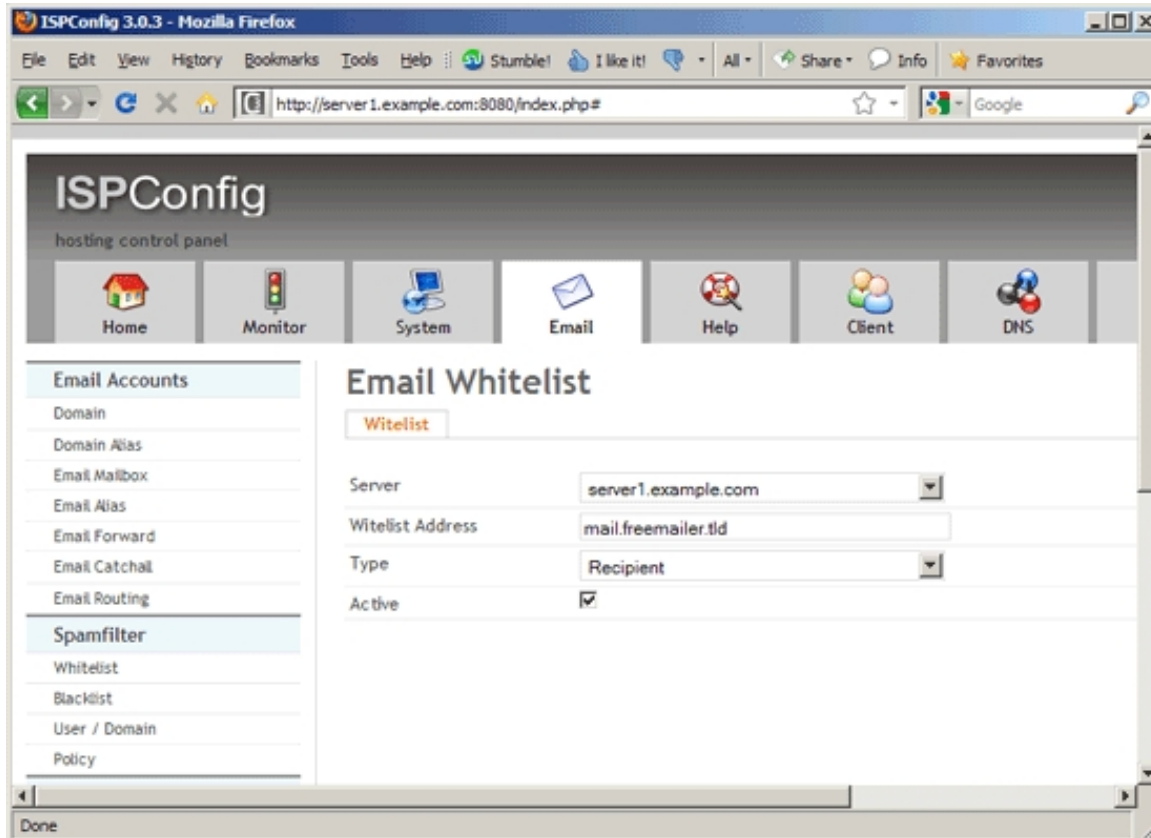 ISPConfig 3.0.3 - Mozilla Firefox
File Edit View History Bookmarks Tools Help Stumble! I like it! All Share Info Favorites
http://server1.example.com:8080/index.php# Google
ISPConfig
hosting control panel
Home Monitor System Email Help Client DNS
Email Accounts
Domain
Domain Alias
Email Mailbox
Email Alias
Email Forward
Email Catchall
Email Routing
Spamfilter
Whitelist
Blacklist
User / Domain
Policy
Email Whitelist
Witelist
Server server1.example.com
Witelist Address mail.freemailer.tld
Type Recipient
Active
Done